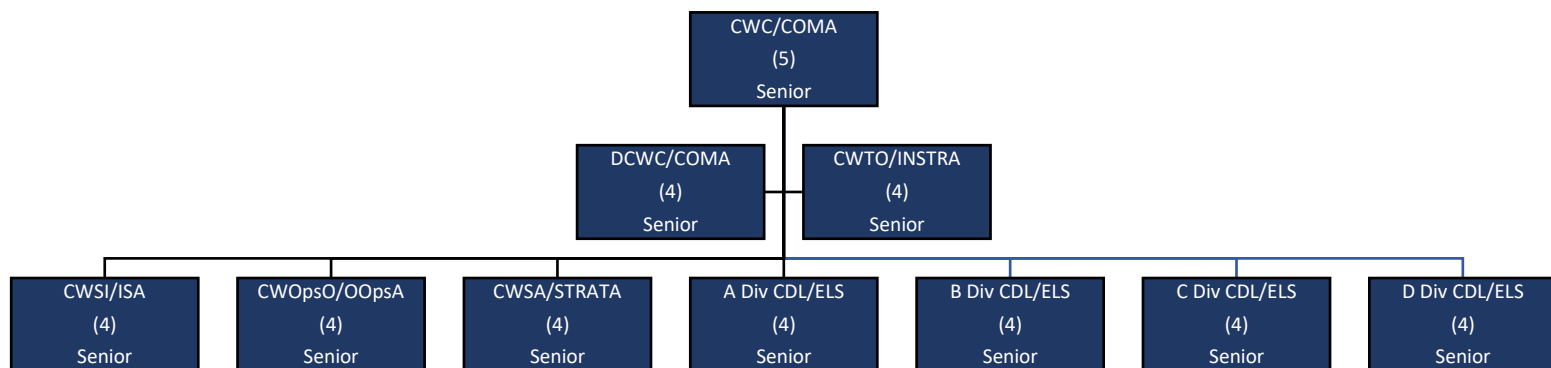 CWC/COMA
(5)
Senior
DCWC/COMA
(4)
Senior
CWTO/INSTRA
(4)
Senior
CWSI/ISA
(4)
Senior
CWOpsO/OOpsA
(4)
Senior
CWSA/STRATA
(4)
Senior
A Div CDL/ELS
(4)
Senior
B Div CDL/ELS
(4)
Senior
C Div CDL/ELS
(4)
Senior
D Div CDL/ELS
(4)
Senior